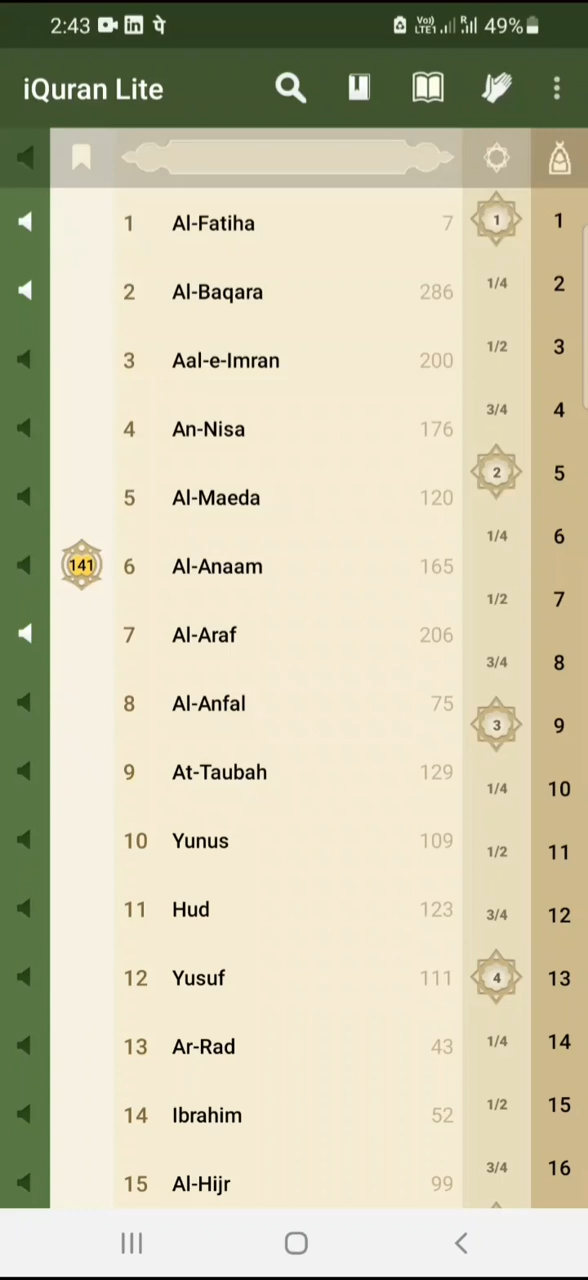 2:43 in पे Vo) LTE1 R 49%
iQuran Lite
1 Al-Fatiha 7 1 1
2 Al-Baqara 286 1/4 2
3 Aal-e-Imran 200 1/2 3
4 An-Nisa 176 3/4 4
5 Al-Maeda 120 2 5
141 6 Al-Anaam 165 1/4 6
7 Al-Araf 206 1/2 7
8 Al-Anfal 75 3/4 8
9 At-Taubah 129 3 9
10 Yunus 109 1/4 10
11 Hud 123 1/2 11
12 Yusuf 111 3/4 12
13 Ar-Rad 43 4 13
14 Ibrahim 52 1/4 14
15 Al-Hijr 99 1/2 15
3/4 16